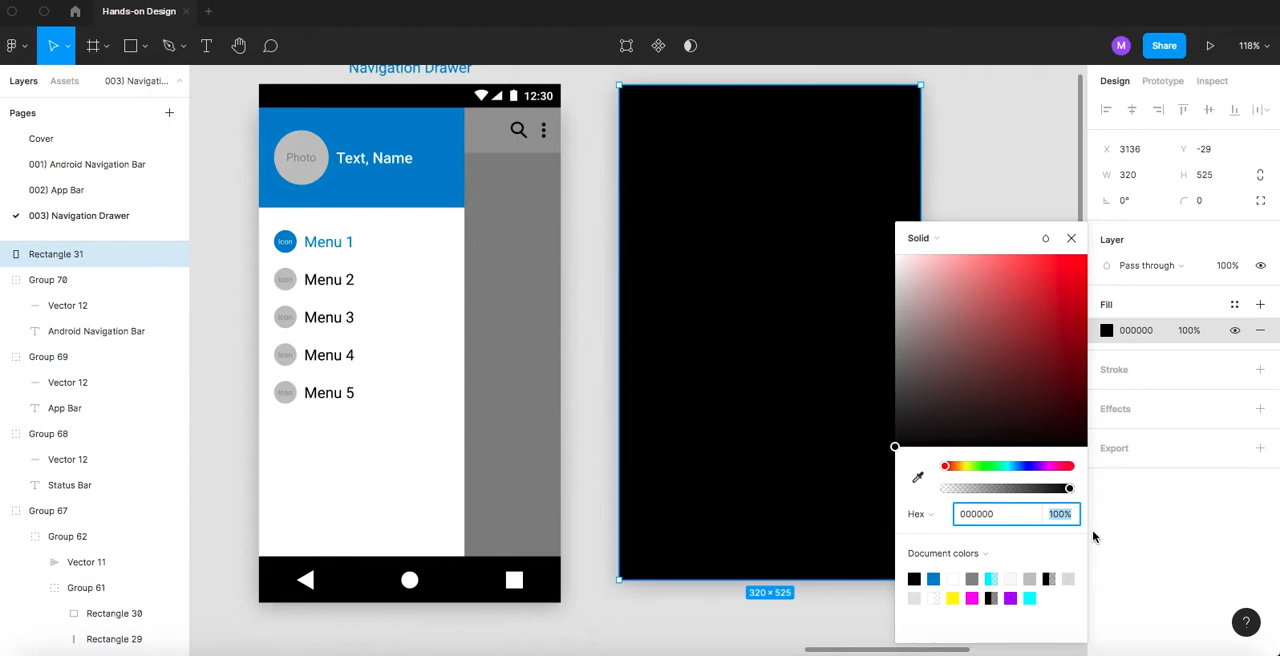 Hands-on Design
Share
118%
Layers
Assets
003) Navigati...
Pages
Cover
001) Android Navigation Bar
002) App Bar
003) Navigation Drawer
Rectangle 31
Group 70
Vector 12
Android Navigation Bar
Group 69
Vector 12
App Bar
Group 68
Vector 12
Status Bar
Group 67
Group 62
Vector 11
Group 61
Rectangle 30
Rectangle 29
Navigation Drawer
12:30
Photo
Text, Name
Icon
Menu 1
Icon
Menu 2
Icon
Menu 3
Icon
Menu 4
Icon
Menu 5
320 × 525
Solid
Hex
000000
100%
Document colors
Design
Prototype
Inspect
X
3136
Y
-29
W
320
H
525
0°
0
Layer
Pass through
100%
Fill
000000
100%
Stroke
Effects
Export
M
?